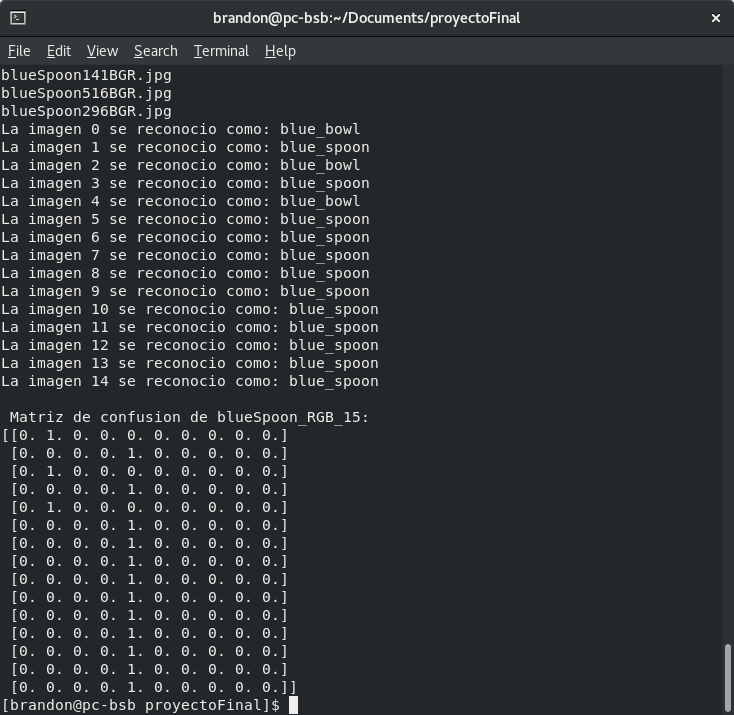 brandon@pc-bsb:~/Documents/proyectoFinal
File Edit View Search Terminal Help
blueSpoon141BGR.jpg
blueSpoon516BGR.jpg
blueSpoon296BGR.jpg
La imagen 0 se reconocio como: blue_bowl
La imagen 1 se reconocio como: blue_spoon
La imagen 2 se reconocio como: blue_bowl
La imagen 3 se reconocio como: blue_spoon
La imagen 4 se reconocio como: blue_bowl
La imagen 5 se reconocio como: blue_spoon
La imagen 6 se reconocio como: blue_spoon
La imagen 7 se reconocio como: blue_spoon
La imagen 8 se reconocio como: blue_spoon
La imagen 9 se reconocio como: blue_spoon
La imagen 10 se reconocio como: blue_spoon
La imagen 11 se reconocio como: blue_spoon
La imagen 12 se reconocio como: blue_spoon
La imagen 13 se reconocio como: blue_spoon
La imagen 14 se reconocio como: blue_spoon
Matriz de confusion de blueSpoon_RGB_15:
[[0. 1. 0. 0. 0. 0. 0. 0. 0. 0.]
[0. 0. 0. 0. 1. 0. 0. 0. 0. 0.]
[0. 1. 0. 0. 0. 0. 0. 0. 0. 0.]
[0. 0. 0. 0. 1. 0. 0. 0. 0. 0.]
[0. 1. 0. 0. 0. 0. 0. 0. 0. 0.]
[0. 0. 0. 0. 1. 0. 0. 0. 0. 0.]
[0. 0. 0. 0. 1. 0. 0. 0. 0. 0.]
[0. 0. 0. 0. 1. 0. 0. 0. 0. 0.]
[0. 0. 0. 0. 1. 0. 0. 0. 0. 0.]
[0. 0. 0. 0. 1. 0. 0. 0. 0. 0.]
[0. 0. 0. 0. 1. 0. 0. 0. 0. 0.]
[0. 0. 0. 0. 1. 0. 0. 0. 0. 0.]
[0. 0. 0. 0. 1. 0. 0. 0. 0. 0.]
[0. 0. 0. 0. 1. 0. 0. 0. 0. 0.]
[0. 0. 0. 0. 1. 0. 0. 0. 0. 0.]]
[brandon@pc-bsb proyectoFinal]$